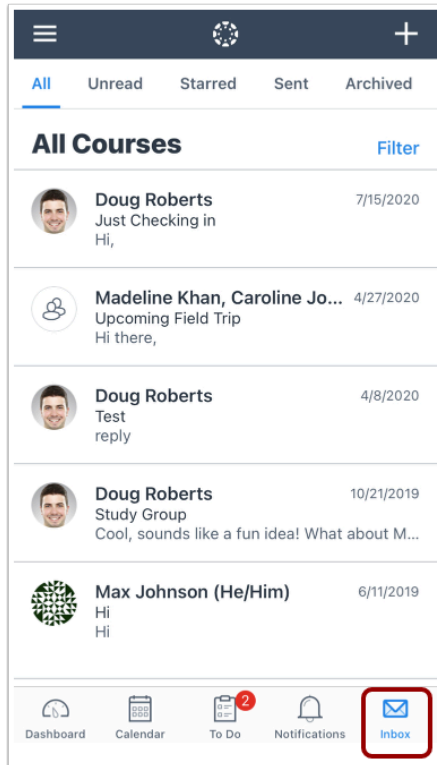 All Unread Starred Sent Archived
All Courses
Filter
Doug Roberts 7/15/2020
Just Checking in
Hi,
Madeline Khan, Caroline Jo... 4/27/2020
Upcoming Field Trip
Hi there,
Doug Roberts 4/8/2020
Test
reply
Doug Roberts 10/21/2019
Study Group
Cool, sounds like a fun idea! What about M...
Max Johnson (He/Him) 6/11/2019
Hi
Hi
2
Dashboard Calendar To Do Notifications Inbox